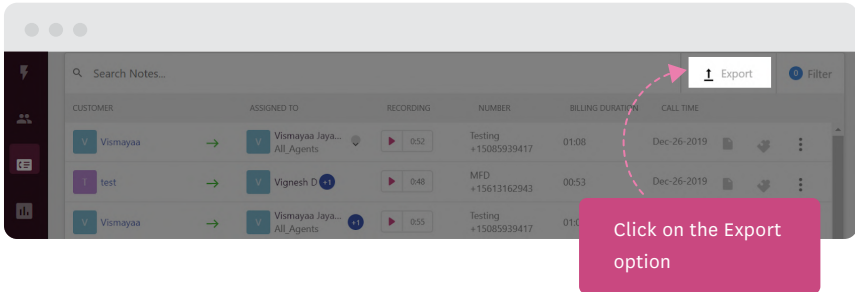 Search Notes...
Export
0 Filter
CUSTOMER ASSIGNED TO RECORDING NUMBER BILLING DURATION CALL TIME
V Vismayaa V Vismayaa Jaya... All_Agents 0:52 Testing +15085939417 01:08 Dec-26-2019
T test V Vignesh D +1 0:48 MFD +15613162943 00:53 Dec-26-2019
V Vismayaa V Vismayaa Jaya... All_Agents +1 0:55 Testing +15085939417
Click on the Export
option